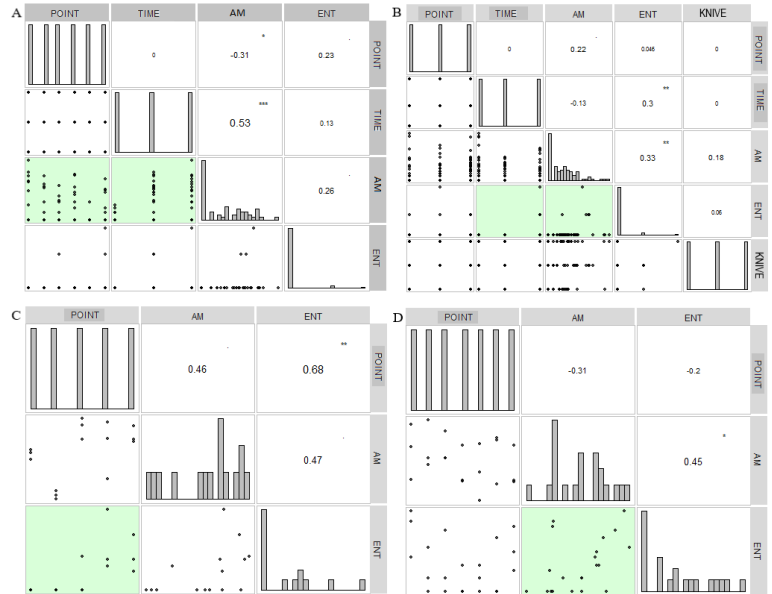 A
POINT TIME AM ENT
0 -0.31 * 0.23 . POINT
0.53 *** 0.13 TIME
0.26 . AM
ENT
B
POINT TIME AM ENT KNIVE
0 0.22 . 0.046 0 POINT
-0.13 0.3 ** 0 TIME
0.33 ** 0.18 AM
ENT
KNIVE
C
POINT AM ENT
0.46 . 0.68 ** POINT
0.47 . AM
ENT
D
POINT AM ENT
-0.31 -0.2 POINT
0.45 * AM
ENT